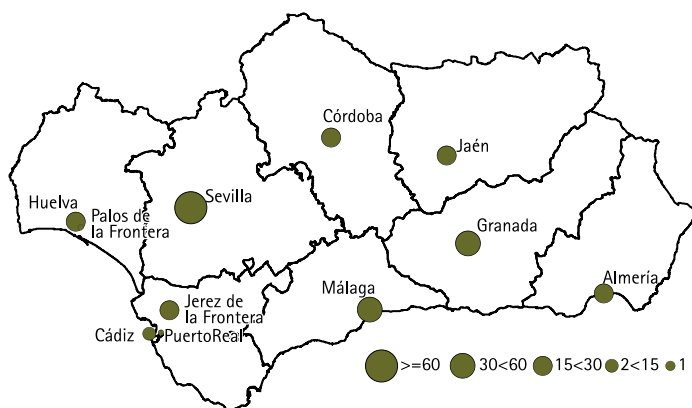 Córdoba
Jaén
Huelva
Sevilla
Palos de
la Frontera
Granada
Almería
Málaga
Jerez de
la Frontera
Cádiz
PuertoReal
>=60 30<60 15<30 2<15 1